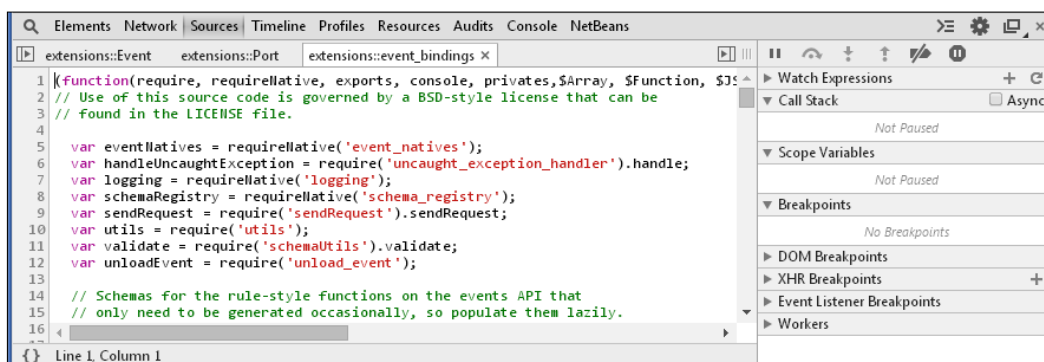 Elements Network Sources Timeline Profiles Resources Audits Console NetBeans
extensions::Event extensions::Port extensions::event_bindings ×
1 (function(require, requireNative, exports, console, privates,$Array, $Function, $JS
2 // Use of this source code is governed by a BSD-style license that can be
3 // found in the LICENSE file.
4
5 var eventNatives = requireNative('event_natives');
6 var handleUncaughtException = require('uncaught_exception_handler').handle;
7 var logging = requireNative('logging');
8 var schemaRegistry = requireNative('schema_registry');
9 var sendRequest = require('sendRequest').sendRequest;
10 var utils = require('utils');
11 var validate = require('schemaUtils').validate;
12 var unloadEvent = require('unload_event');
13
14 // Schemas for the rule-style functions on the events API that
15 // only need to be generated occasionally, so populate them lazily.
16
{} Line 1, Column 1
Watch Expressions + C
Call Stack Async
Not Paused
Scope Variables
Not Paused
Breakpoints
No Breakpoints
DOM Breakpoints
XHR Breakpoints +
Event Listener Breakpoints
Workers